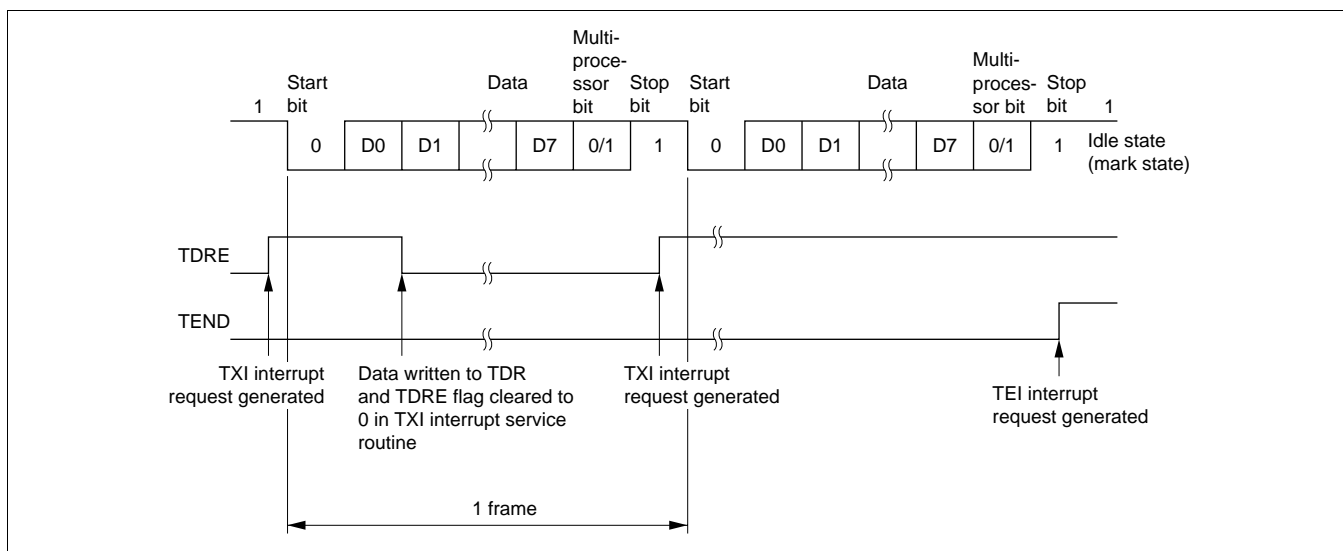 1
Start
bit
Data
Multi-
proce-
ssor
bit
Stop
bit
Start
bit
Data
Multi-
proces-
sor bit
Stop
bit
1
0 D0 D1 D7 0/1 1 0 D0 D1 D7 0/1 1
Idle state
(mark state)
TDRE
TEND
TXI interrupt
request generated
Data written to TDR
and TDRE flag cleared to
0 in TXI interrupt service
routine
TXI interrupt
request generated
TEI interrupt
request generated
1 frame